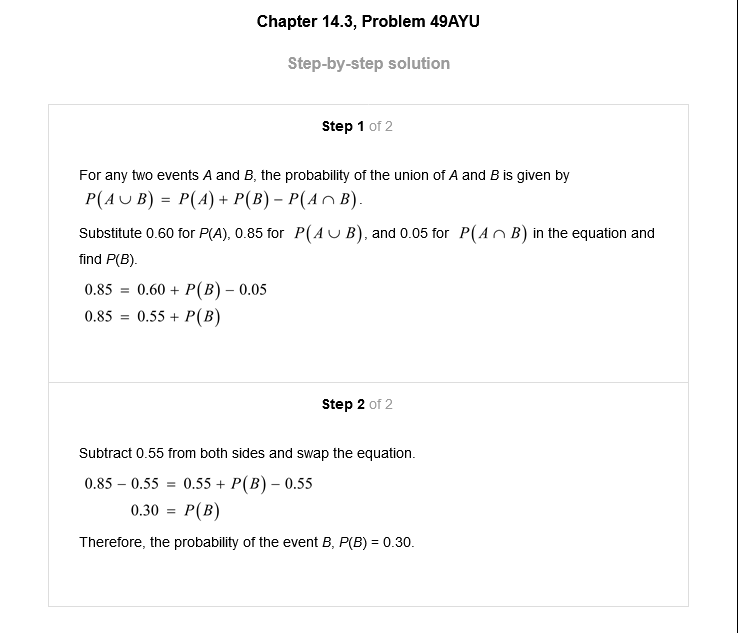 Chapter 14.3, Problem 49AYU
Step-by-step solution
Step 1 of 2
For any two events A and B, the probability of the union of A and B is given by
P(A ∪ B) = P(A) + P(B) − P(A ∩ B).
Substitute 0.60 for P(A), 0.85 for P(A ∪ B), and 0.05 for P(A ∩ B) in the equation and
find P(B).
0.85 = 0.60 + P(B) − 0.05
0.85 = 0.55 + P(B)
Step 2 of 2
Subtract 0.55 from both sides and swap the equation.
0.85 − 0.55 = 0.55 + P(B) − 0.55
0.30 = P(B)
Therefore, the probability of the event B, P(B) = 0.30.